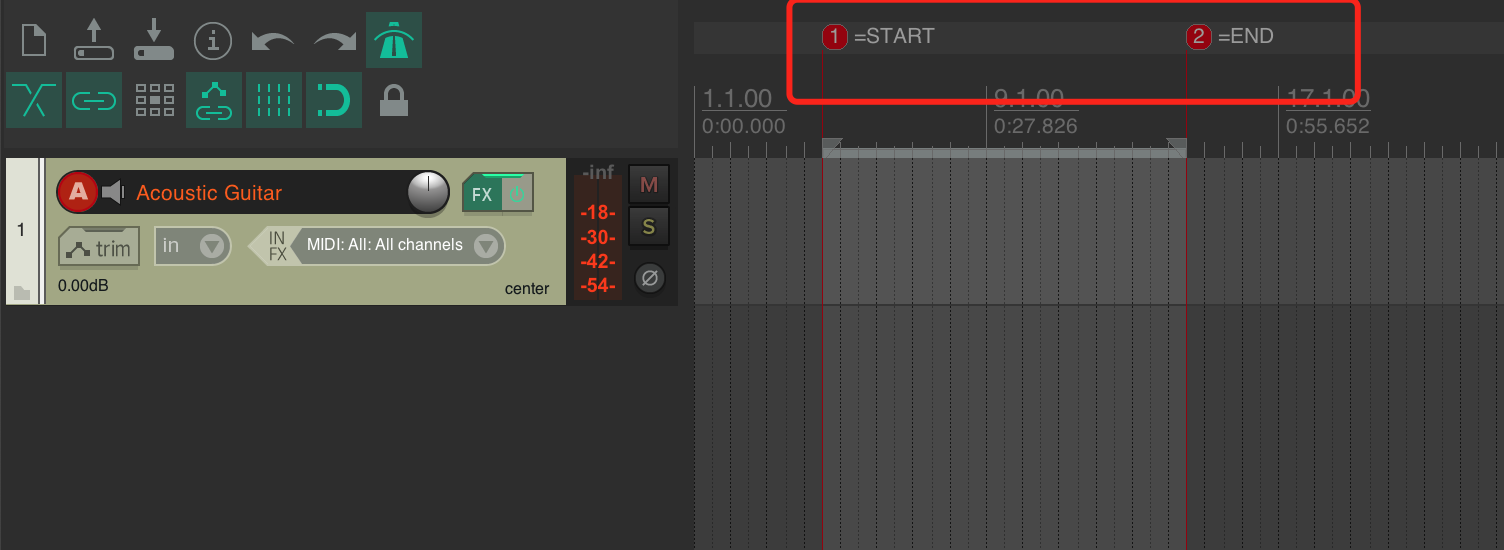 1 =START 2 =END
1.1.00 9.1.00 17.1.00
0:00.000 0:27.826 0:55.652
1 A Acoustic Guitar FX
trim in IN FX MIDI: All: All channels
0.00dB center
-inf
-18-
-30-
-42-
-54-
M
S
Ø